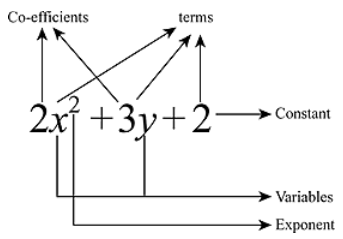 Co-efficients terms
2x² +3y+2
Constant
Variables
Exponent